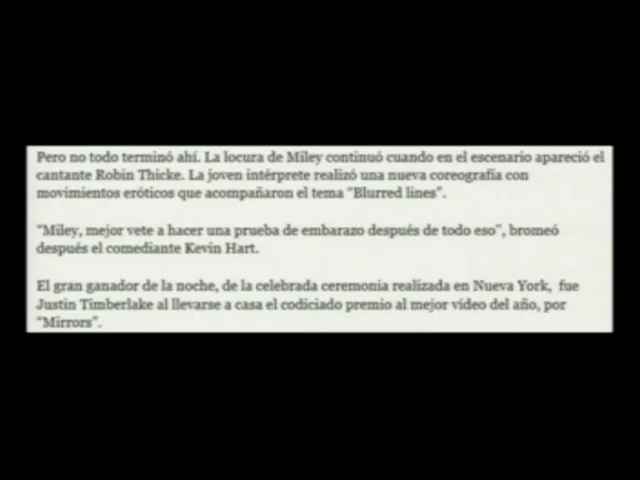 Pero no todo terminó ahí. La locura de Miley continuó cuando en el escenario apareció el
cantante Robin Thicke. La joven intérprete realizó una nueva coreografía con
movimientos eróticos que acompañaron el tema "Blurred lines".
"Miley, mejor vete a hacer una prueba de embarazo después de todo eso", bromeó
después el comediante Kevin Hart.
El gran ganador de la noche, de la celebrada ceremonia realizada en Nueva York, fue
Justin Timberlake al llevarse a casa el codiciado premio al mejor video del año, por
"Mirrors".